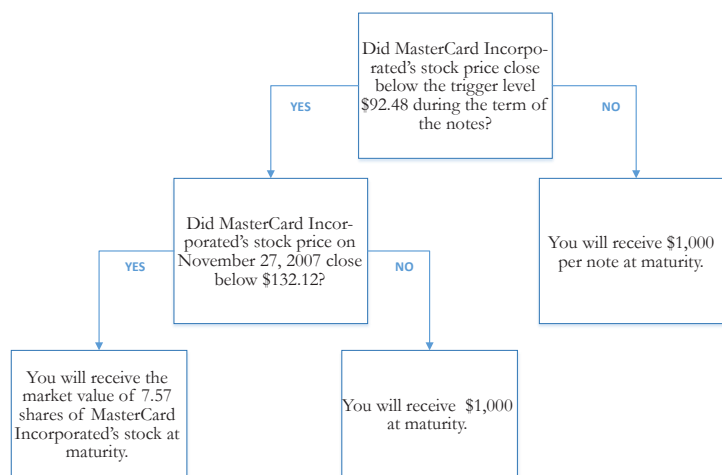 Did MasterCard Incorpo-
rated's stock price close
below the trigger level
$92.48 during the term of
the notes?
YES
NO
Did MasterCard Incor-
porated's stock price on
November 27, 2007 close
below $132.12?
You will receive $1,000
per note at maturity.
YES
NO
You will receive the
market value of 7.57
shares of MasterCard
Incorporated's stock at
maturity.
You will receive  $1,000
at maturity.